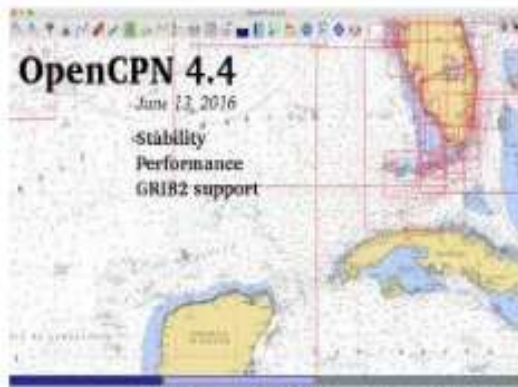 OpenCPN 4.4
June 13, 2016
Stability
Performance
GRIB2 support